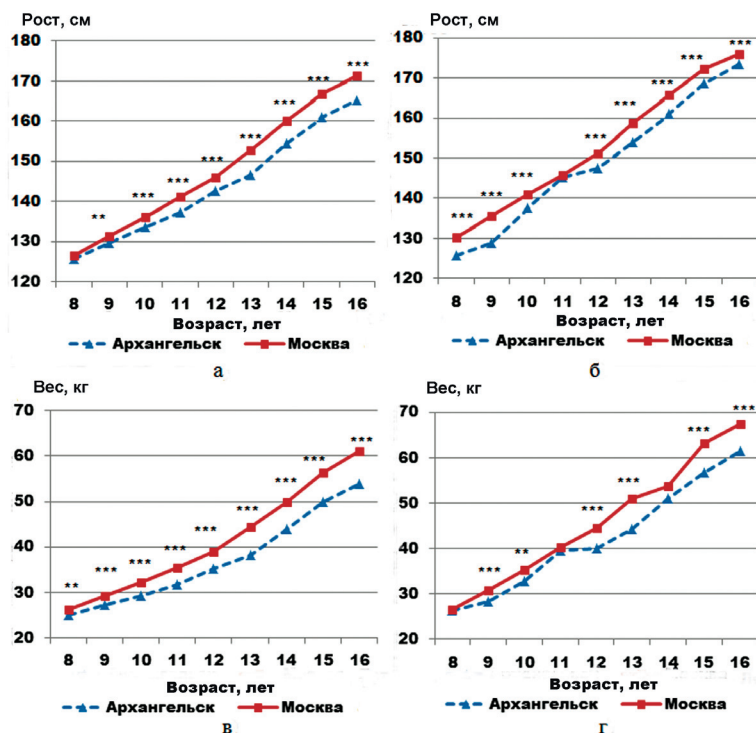 Рост, см
180
170
160
150
140
130
120
***
***
***
***
***
***
***
**
8 9 10 11 12 13 14 15 16
Возраст, лет
Архангельск Москва
а
Рост, см
180
170
160
150
140
130
120
***
***
***
***
***
***
***
***
8 9 10 11 12 13 14 15 16
Возраст, лет
Архангельск Москва
б
Вес, кг
70
60
50
40
30
20
***
***
***
***
***
***
***
***
**
8 9 10 11 12 13 14 15 16
Возраст, лет
Архангельск Москва
в
Вес, кг
70
60
50
40
30
20
***
***
***
***
**
***
8 9 10 11 12 13 14 15 16
Возраст, лет
Архангельск Москва
г